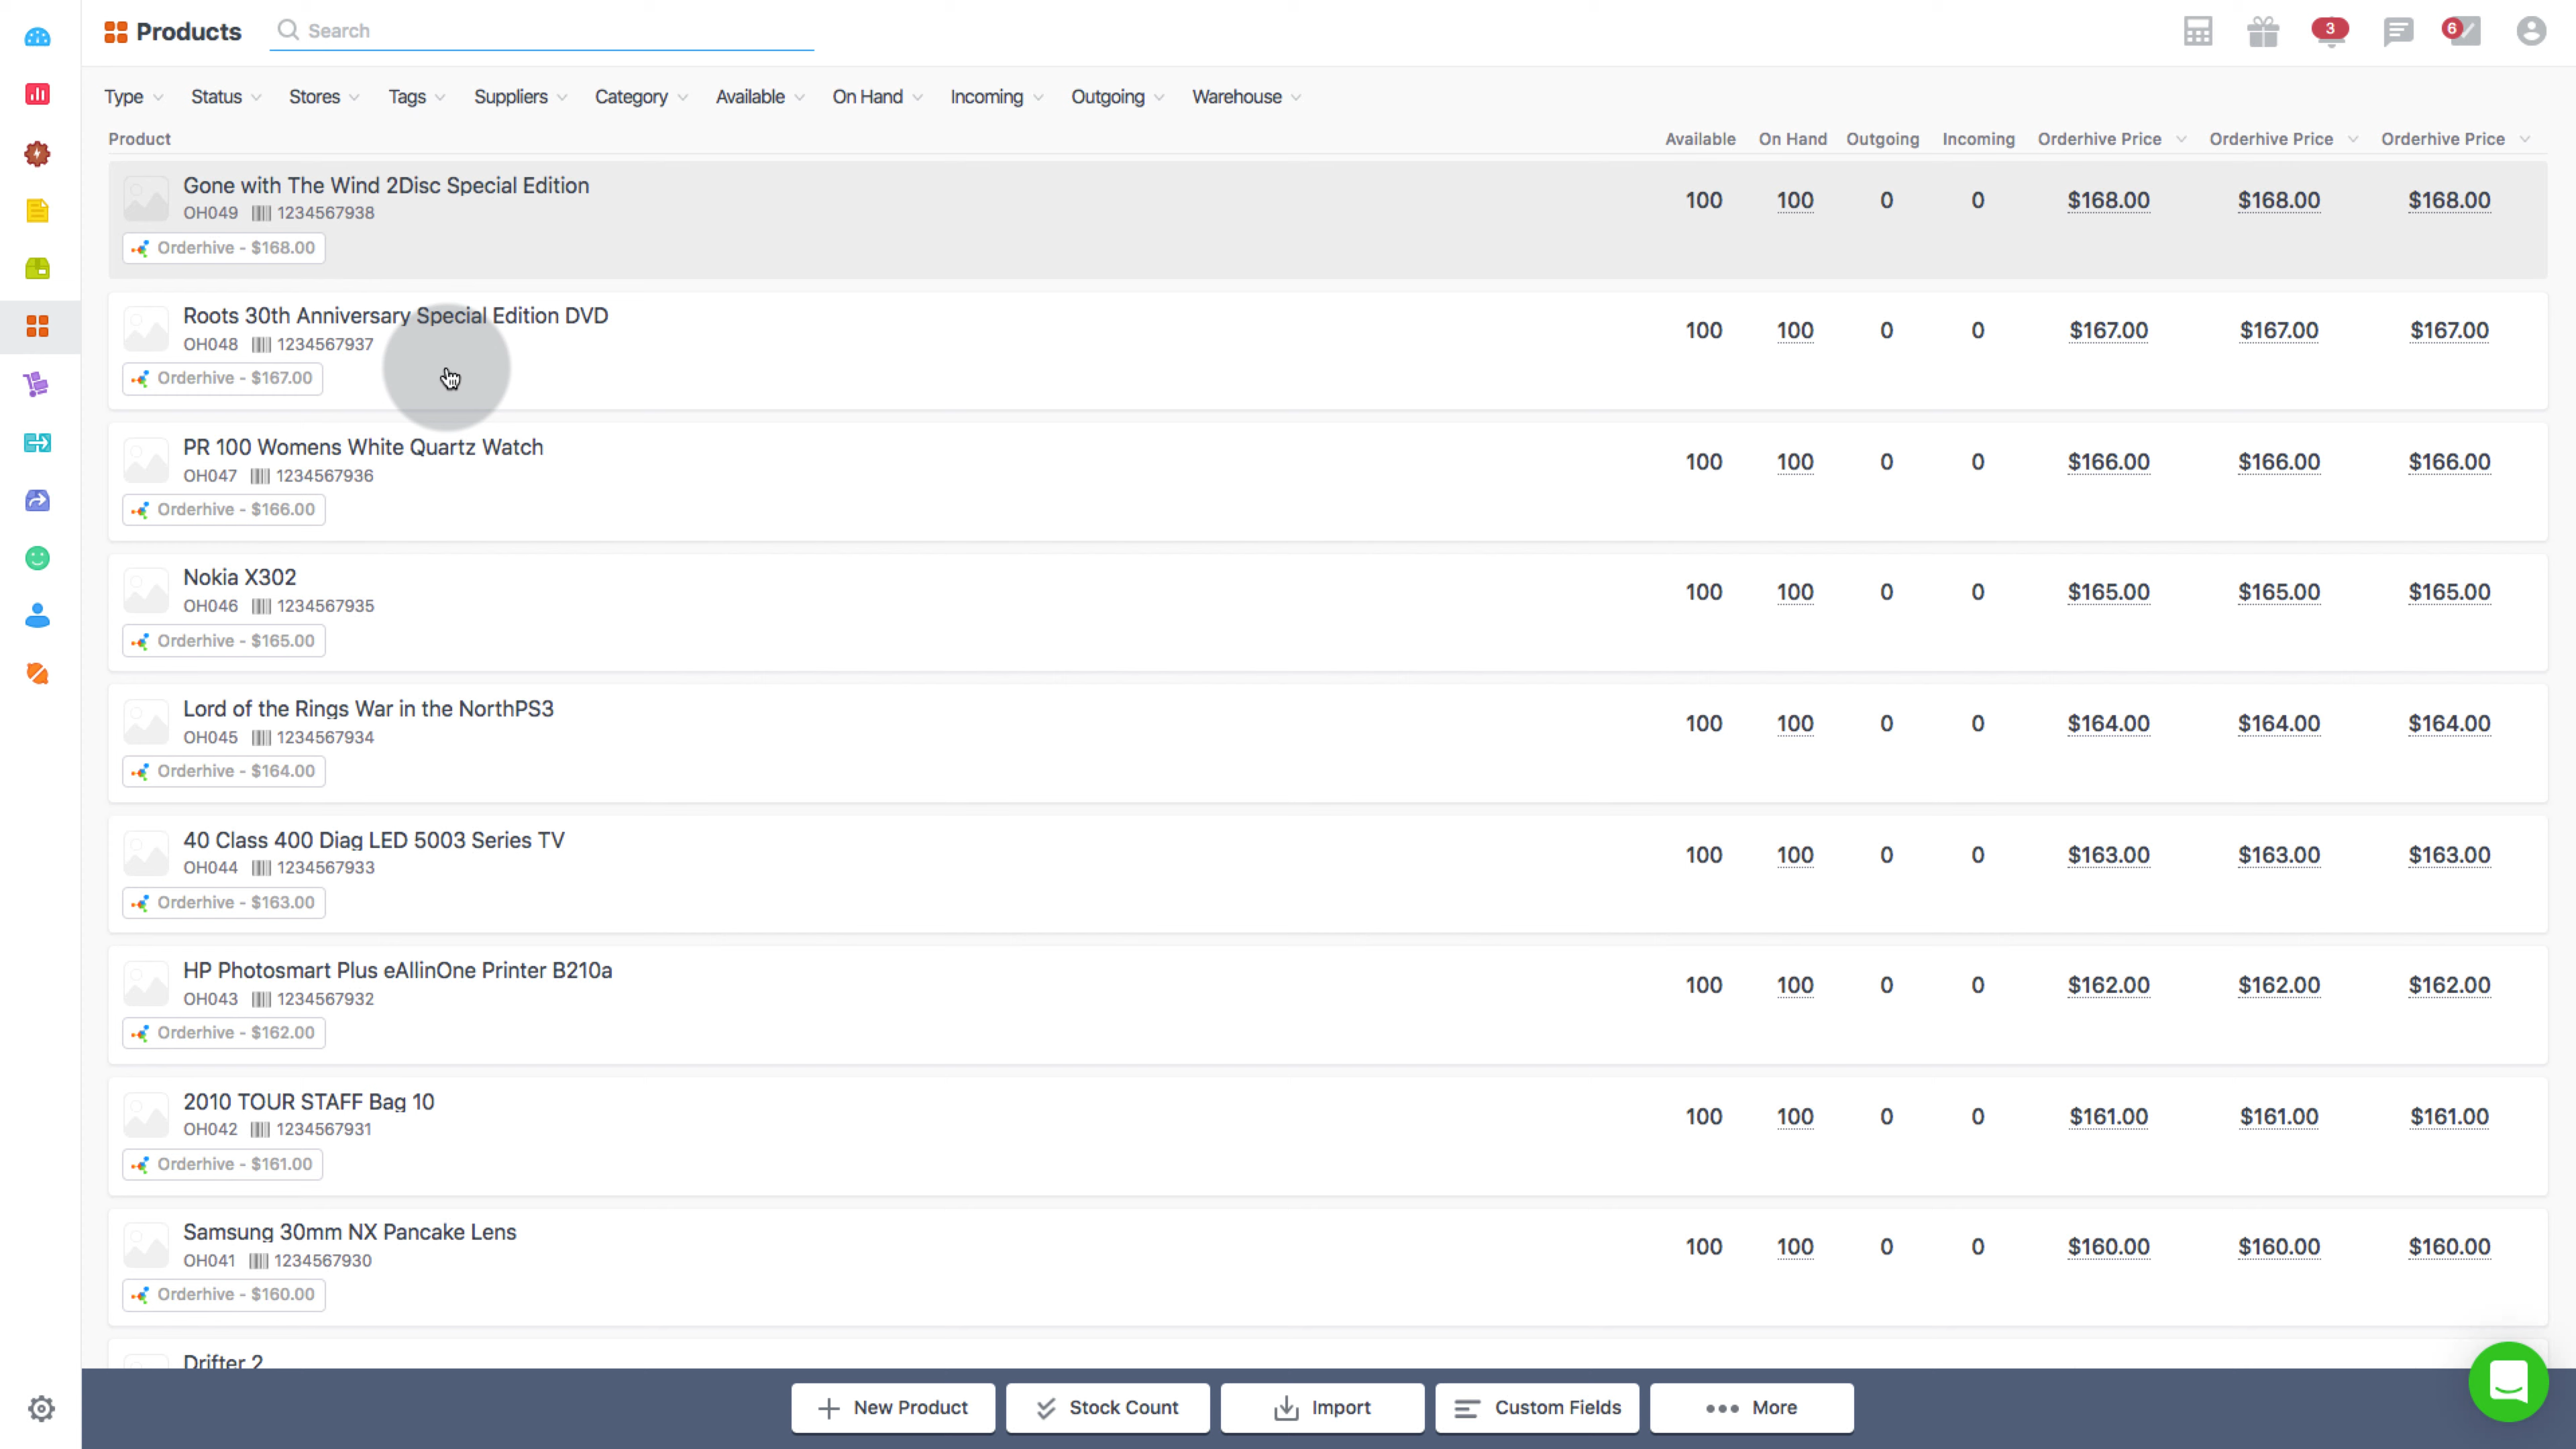 Products Search 3 6
Type Status Stores Tags Suppliers Category Available On Hand Incoming Outgoing Warehouse
Product Available On Hand Outgoing Incoming Orderhive Price Orderhive Price Orderhive Price
Gone with The Wind 2Disc Special Edition
100 100 0 0 $168.00 $168.00 $168.00
OH049 1234567938
Orderhive - $168.00
Roots 30th Anniversary Special Edition DVD
100 100 0 0 $167.00 $167.00 $167.00
OH048 1234567937
Orderhive - $167.00
PR 100 Womens White Quartz Watch
100 100 0 0 $166.00 $166.00 $166.00
OH047 1234567936
Orderhive - $166.00
Nokia X302
100 100 0 0 $165.00 $165.00 $165.00
OH046 1234567935
Orderhive - $165.00
Lord of the Rings War in the NorthPS3
100 100 0 0 $164.00 $164.00 $164.00
OH045 1234567934
Orderhive - $164.00
40 Class 400 Diag LED 5003 Series TV
100 100 0 0 $163.00 $163.00 $163.00
OH044 1234567933
Orderhive - $163.00
HP Photosmart Plus eAllinOne Printer B210a
100 100 0 0 $162.00 $162.00 $162.00
OH043 1234567932
Orderhive - $162.00
2010 TOUR STAFF Bag 10
100 100 0 0 $161.00 $161.00 $161.00
OH042 1234567931
Orderhive - $161.00
Samsung 30mm NX Pancake Lens
100 100 0 0 $160.00 $160.00 $160.00
OH041 1234567930
Orderhive - $160.00
Drifter 2
New Product Stock Count Import Custom Fields More